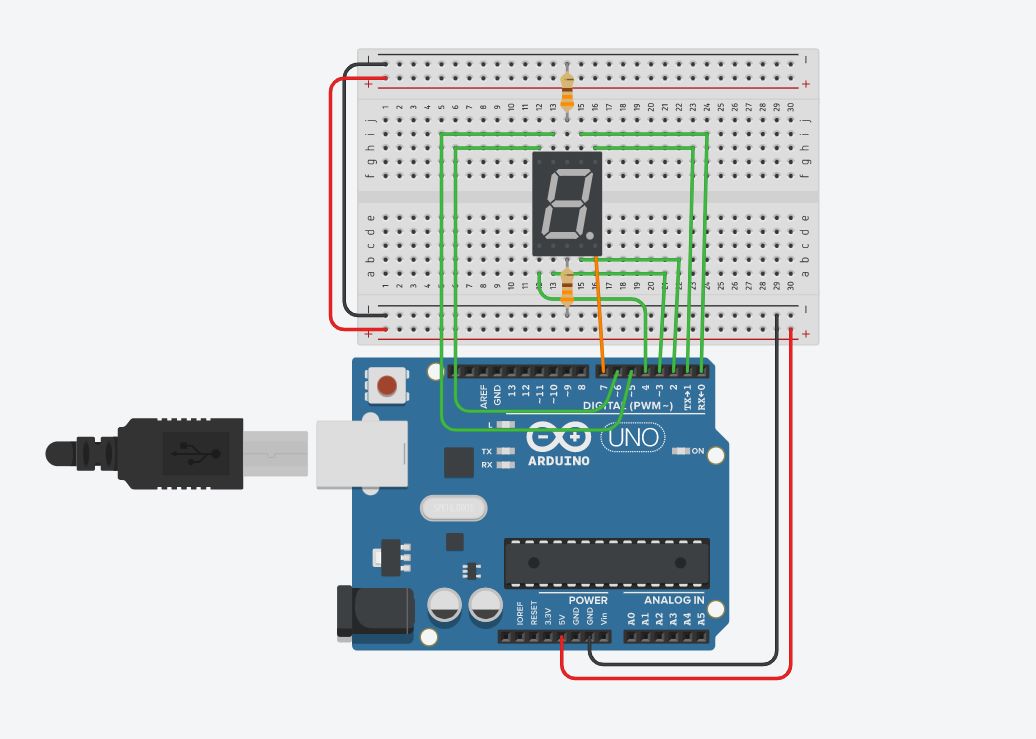 − −
+ +
1 2 3 4 5 6 7 8 9 10 11 12 13 15 16 17 18 19 20 21 22 23 24 25 26 27 28 29 30
j j
i i
h h
g g
f f
e e
d d
c c
b b
a a
1 2 3 4 5 6 7 8 9 10 11 12 13 15 16 17 18 19 20 21 22 23 24 25 26 27 28 29 30
− −
+ +
AREF GND 13 12 ~11 ~10 ~9 8 7 ~6 ~5 4 ~3 2 TX→1 RX←0
DIGITAL (PWM~)
L
TX
RX
UNO
ON
ARDUINO
POWER ANALOG IN
IOREF RESET 3.3V 5V GND GND Vin A0 A1 A2 A3 A4 A5